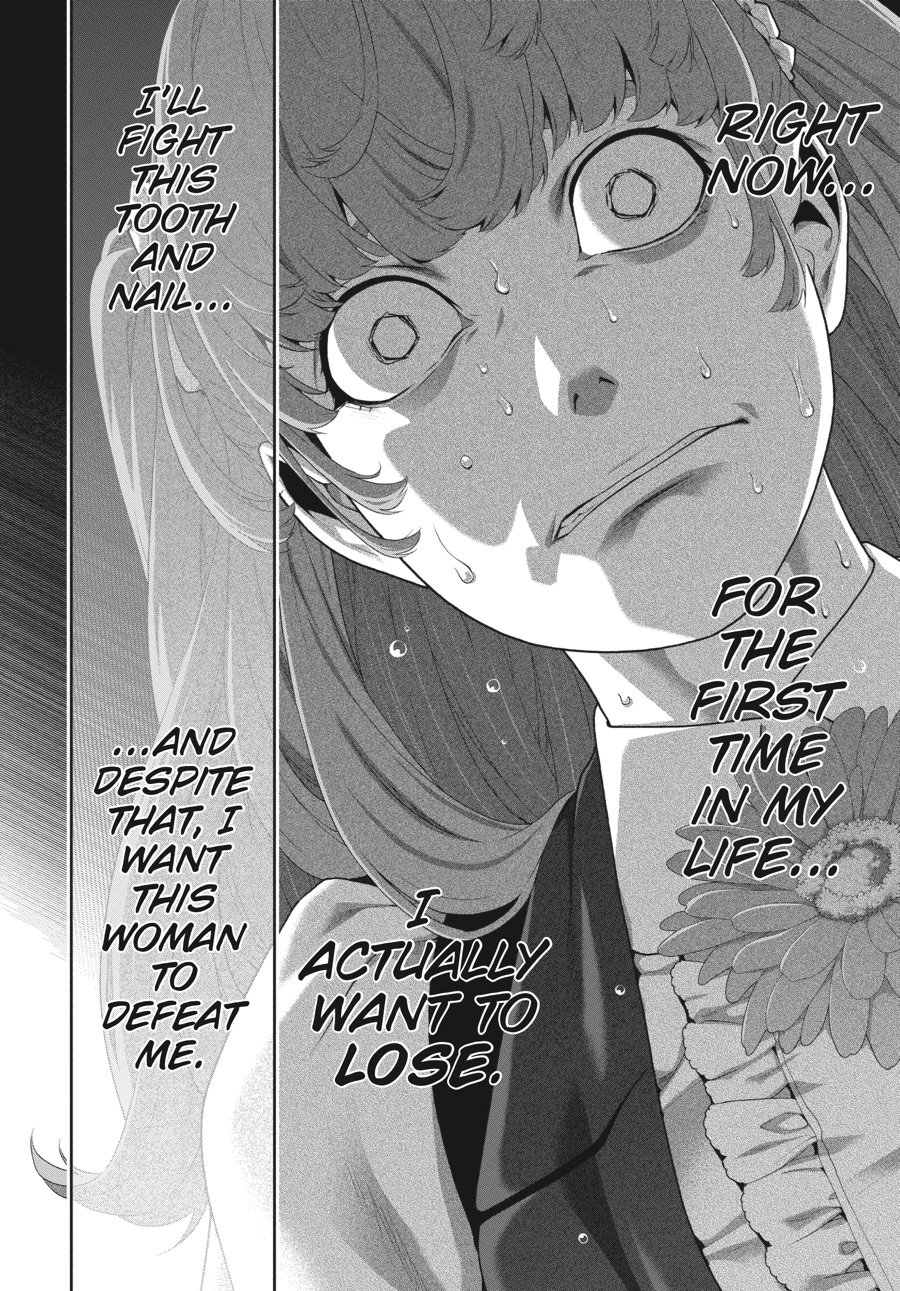 RIGHT
NOW...
FOR
THE
FIRST
TIME
IN MY
LIFE...
I
ACTUALLY
WANT TO
LOSE.
I'LL
FIGHT
THIS
TOOTH
AND
NAIL...
...AND
DESPITE
THAT, I
WANT
THIS
WOMAN
TO
DEFEAT
ME.